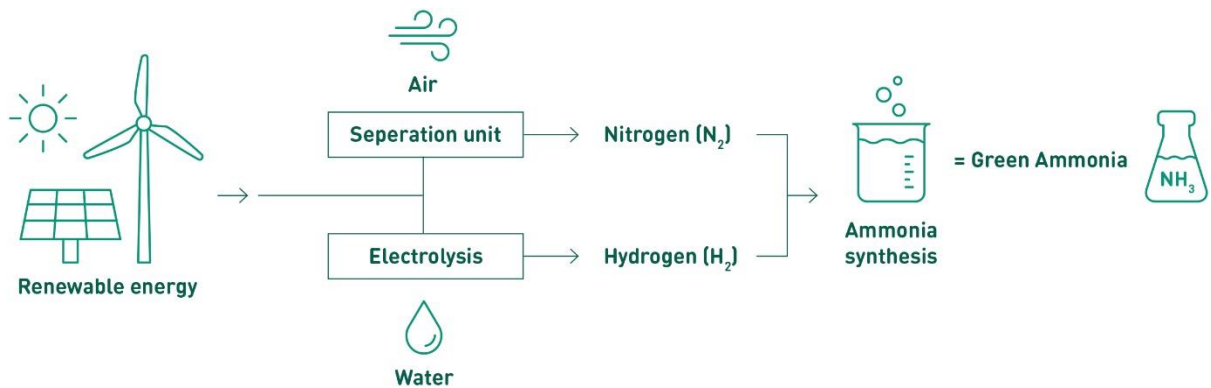 Air
Seperation unit
Nitrogen (N₂)
= Green Ammonia
NH₃
Ammonia
synthesis
Electrolysis
Hydrogen (H₂)
Renewable energy
Water